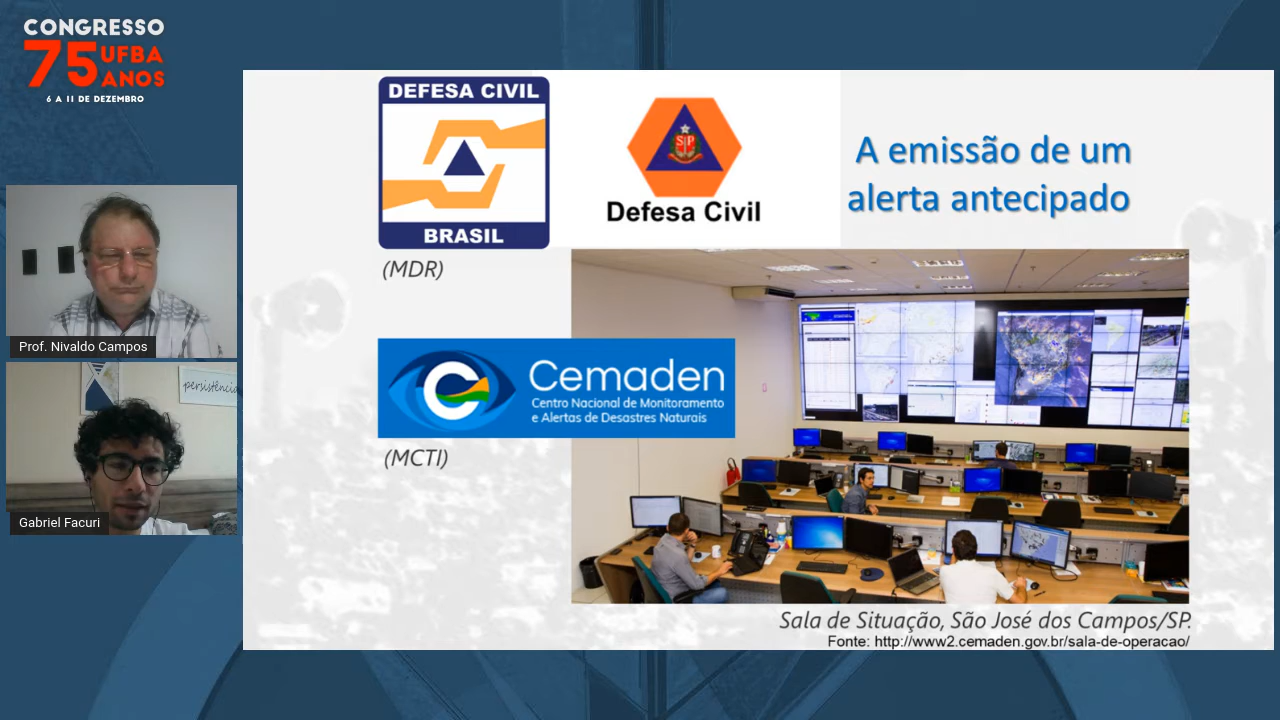 CONGRESSO
75 UFBA
ANOS
6 A 11 DE DEZEMBRO
Prof. Nivaldo Campos
persistência
Gabriel Facuri
DEFESA CIVIL
BRASIL
(MDR)
SP
Defesa Civil
A emissão de um
alerta antecipado
Cemaden
Centro Nacional de Monitoramento
e Alertas de Desastres Naturais
(MCTI)
Sala de Situação, São José dos Campos/SP.
Fonte: http://www2.cemaden.gov.br/sala-de-operacao/